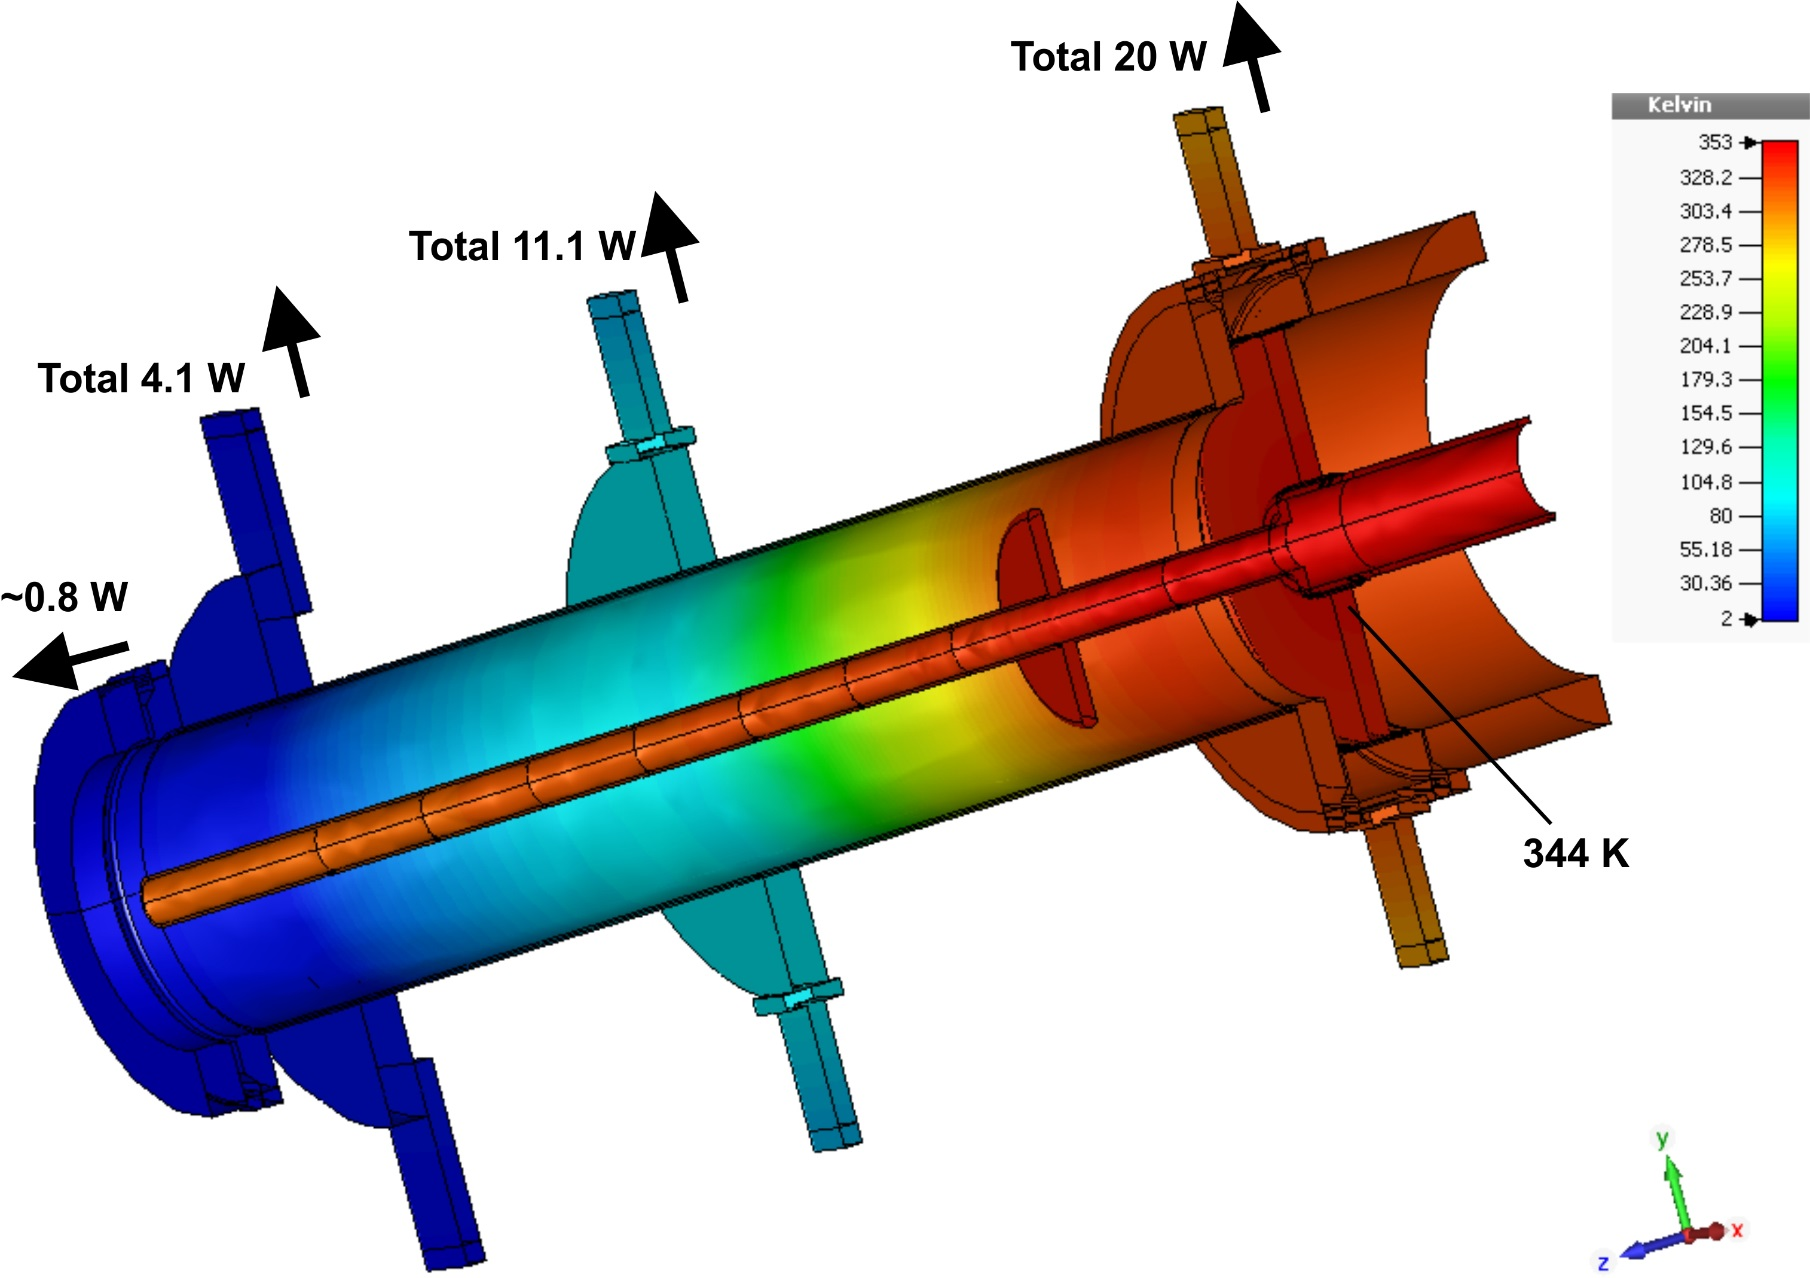 Total 20 W
Kelvin
353
328.2
303.4
278.5
253.7
228.9
204.1
179.3
154.5
129.6
104.8
80
55.18
30.36
2
Total 11.1 W
Total 4.1 W
~0.8 W
344 K
y
x
z